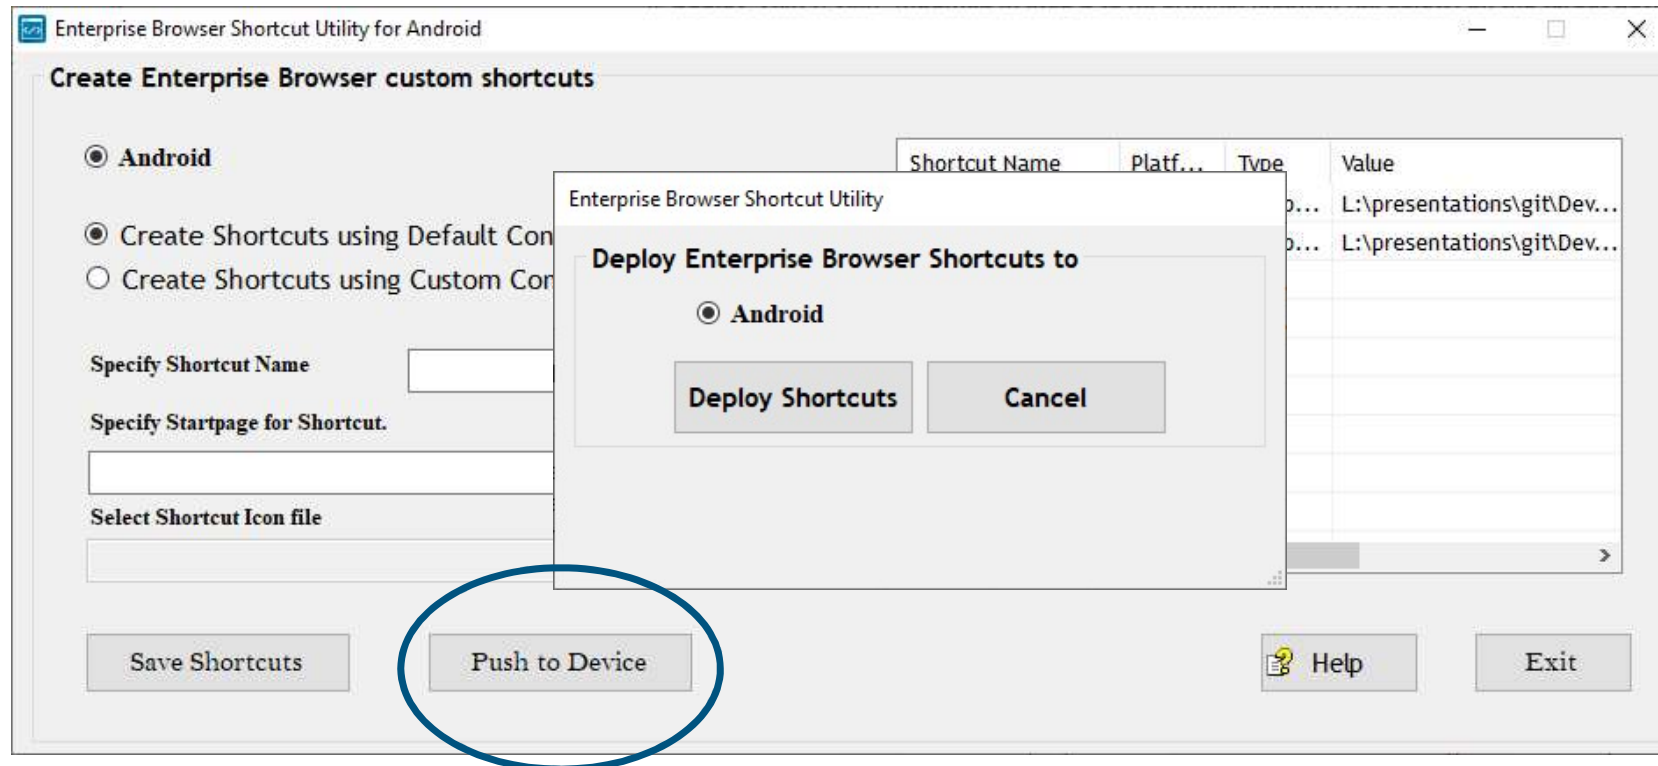 Enterprise Browser Shortcut Utility for Android
Create Enterprise Browser custom shortcuts
Android
Create Shortcuts using Default Con
Create Shortcuts using Custom Con
Specify Shortcut Name
Specify Startpage for Shortcut.
Select Shortcut Icon file
Shortcut Name Platf... Type Value
L:\presentations\git\Dev...
L:\presentations\git\Dev...
Enterprise Browser Shortcut Utility
Deploy Enterprise Browser Shortcuts to
Android
Deploy Shortcuts Cancel
Save Shortcuts Push to Device Help Exit